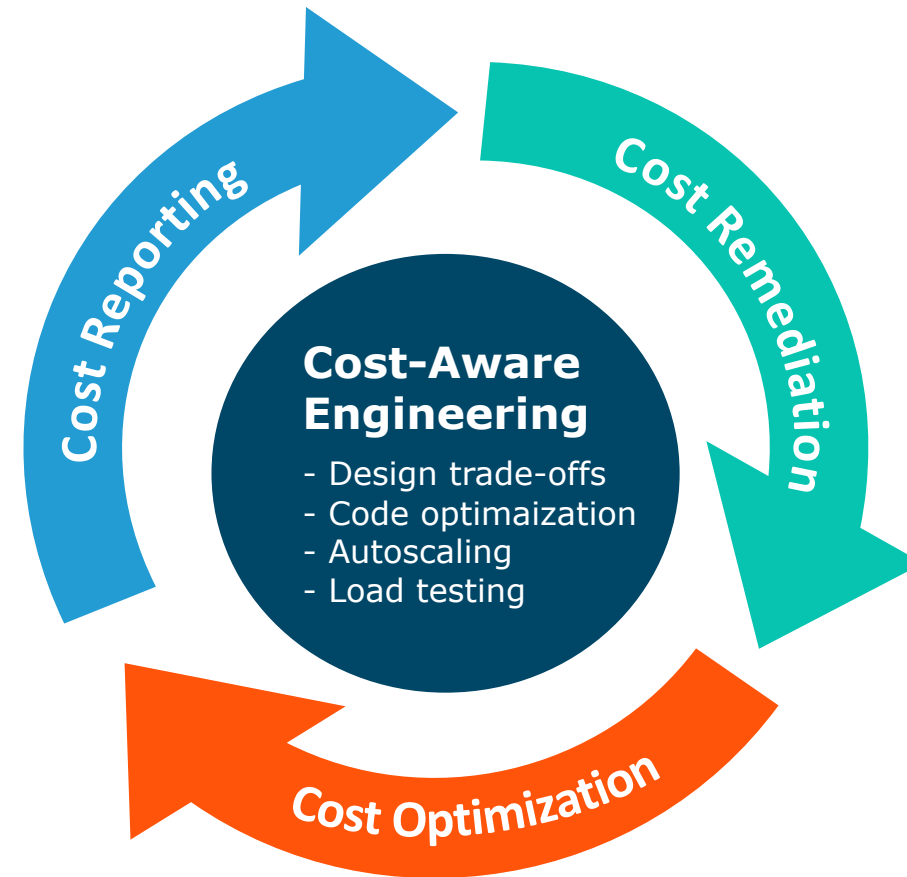 Cost Reporting
Cost Remediation
Cost-Aware
Engineering
- Design trade-offs
- Code optimaization
- Autoscaling
- Load testing
Cost Optimization